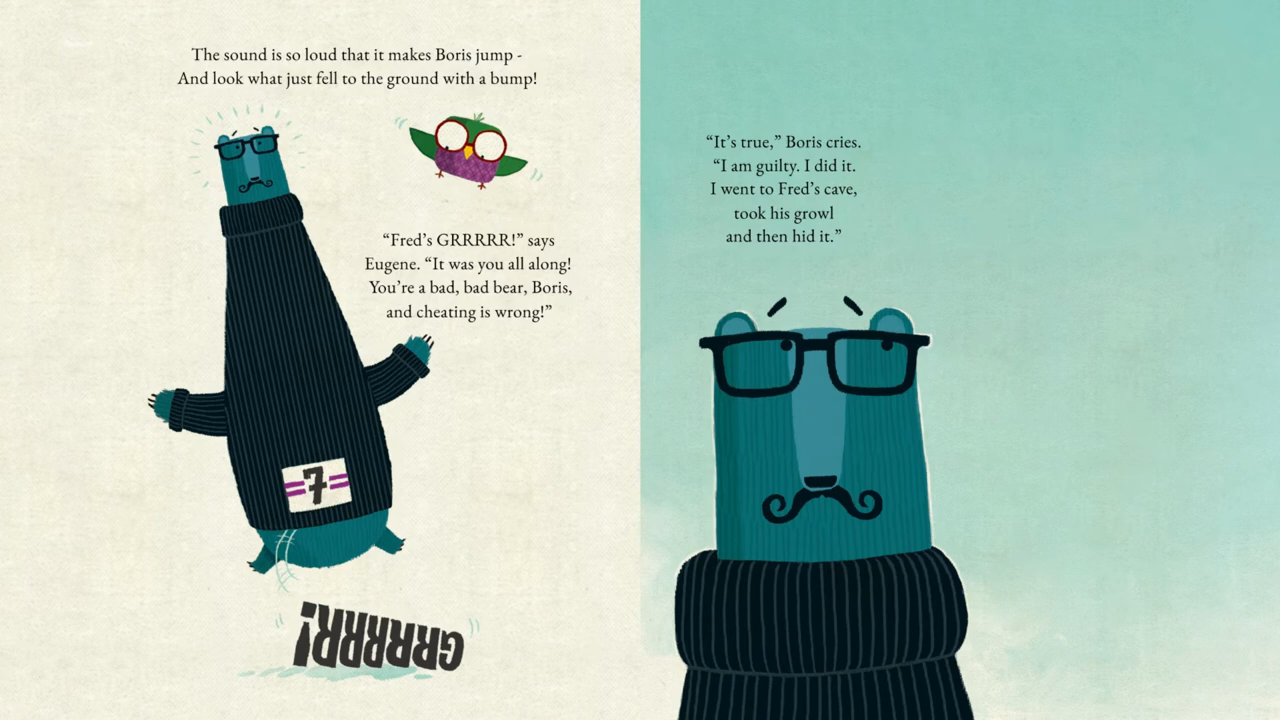 The sound is so loud that it makes Boris jump -
And look what just fell to the ground with a bump!
“Fred’s GRRRRR!” says
Eugene. “It was you all along!
You’re a bad, bad bear, Boris,
and cheating is wrong!”
7
GRRRRR!
“It’s true,” Boris cries.
“I am guilty. I did it.
I went to Fred’s cave,
took his growl
and then hid it.”